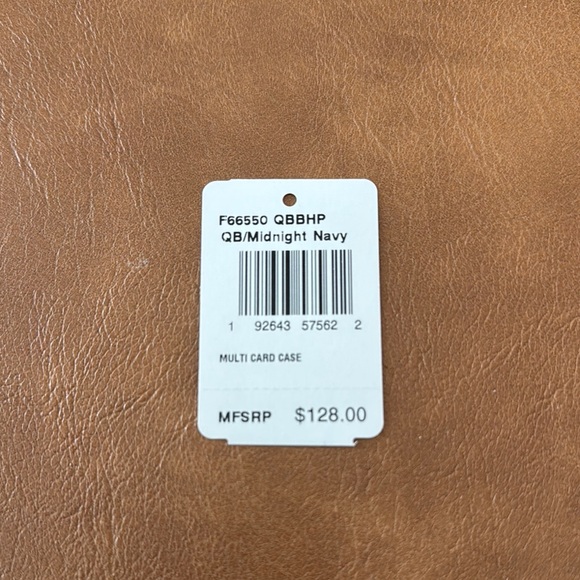 F66550 QBBHP
QB/Midnight Navy
1 92643 57562 2
MULTI CARD CASE
MFSRP $128.00